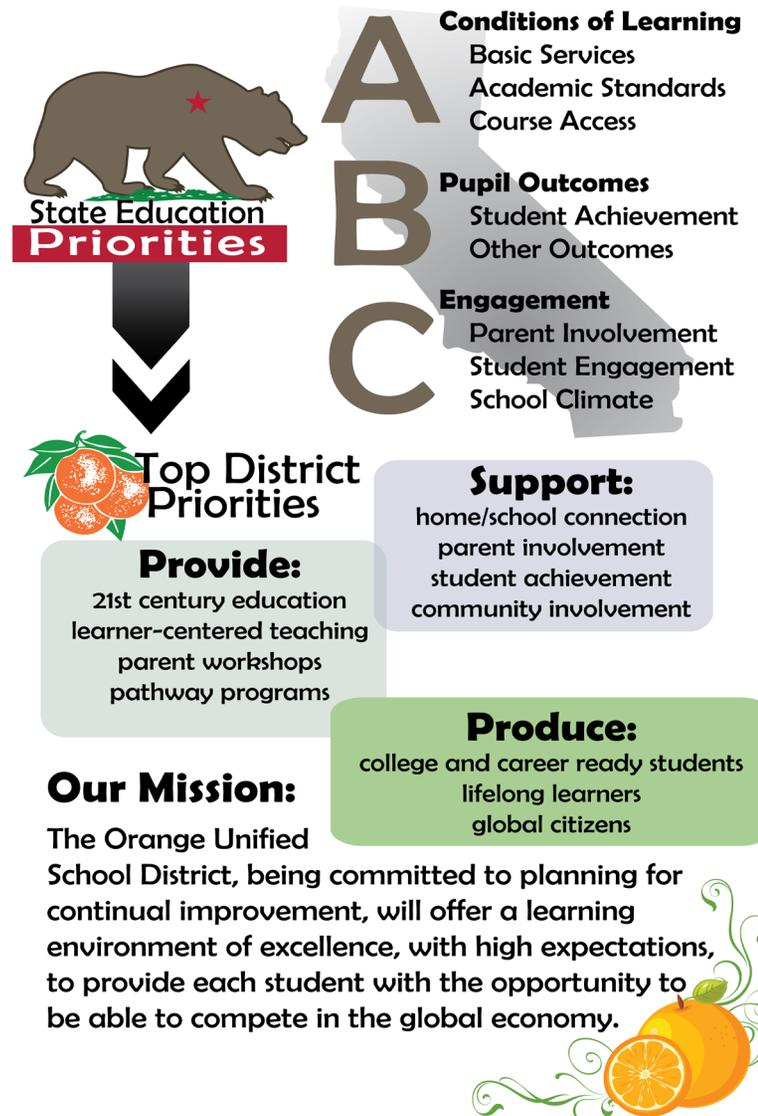 State Education
Priorities
A
Conditions of Learning
Basic Services
Academic Standards
Course Access
B
Pupil Outcomes
Student Achievement
Other Outcomes
C
Engagement
Parent Involvement
Student Engagement
School Climate
Top District
Priorities
Provide:
21st century education
learner-centered teaching
parent workshops
pathway programs
Support:
home/school connection
parent involvement
student achievement
community involvement
Produce:
college and career ready students
lifelong learners
global citizens
Our Mission:
The Orange Unified
School District, being committed to planning for
continual improvement, will offer a learning
environment of excellence, with high expectations,
to provide each student with the opportunity to
be able to compete in the global economy.